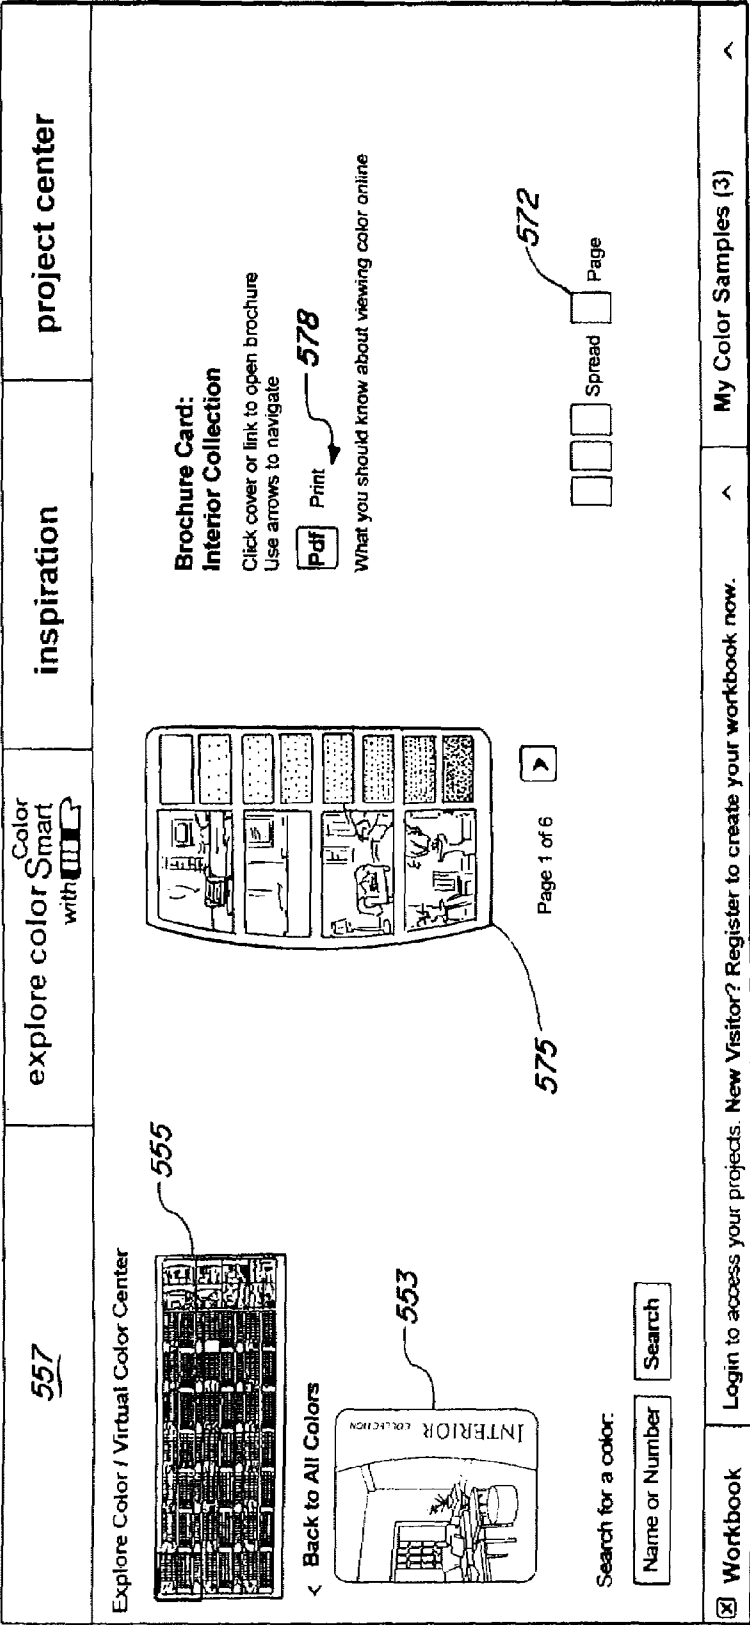 557
explore color
Color
Smart
with
inspiration
project center
Explore Color / Virtual Color Center
555
< Back to All Colors
INTERIOR
COLLECTION
553
Search for a color:
Name or Number
Search
575
Page 1 of 6
>
Brochure Card:
Interior Collection
Click cover or link to open brochure
Use arrows to navigate
Pdf
Print
578
What you should know about viewing color online
Spread
Page
572
Workbook
Login to access your projects. New Visitor? Register to create your workbook now.
My Color Samples (3)